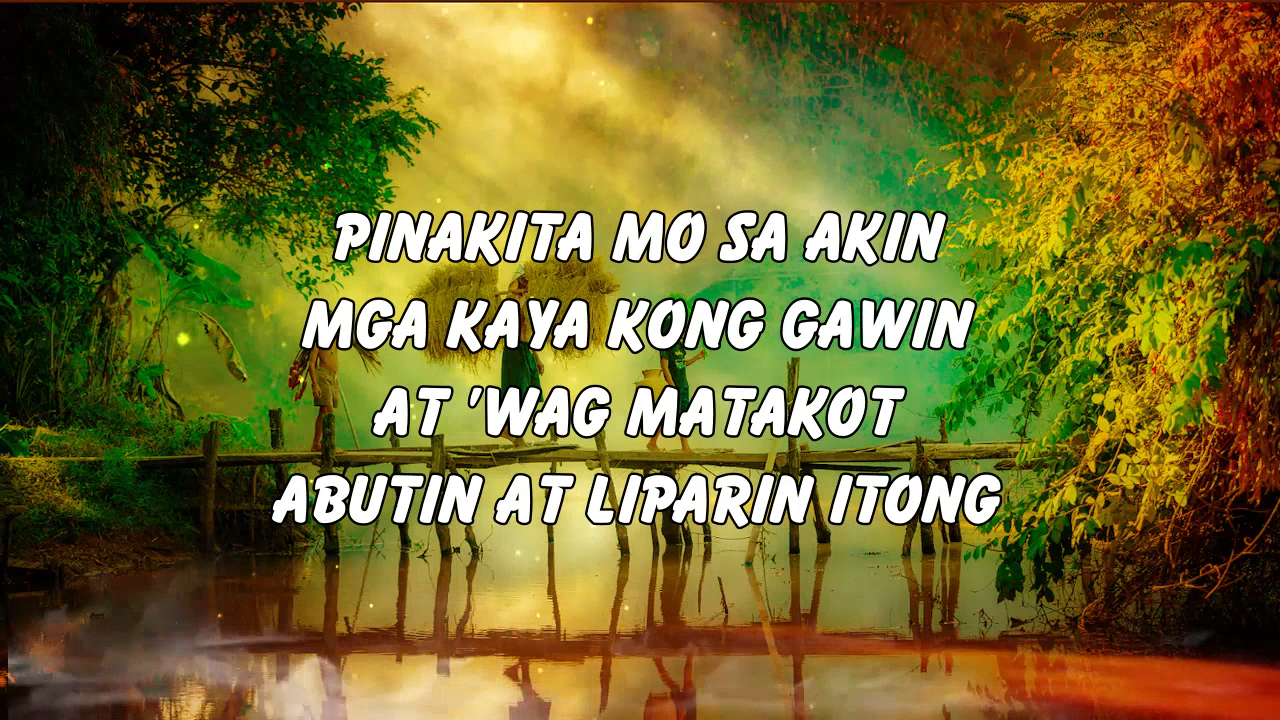 PINAKITA MO SA AKIN
MGA KAYA KONG GAWIN
AT 'WAG MATAKOT
ABUTIN AT LIPARIN ITONG